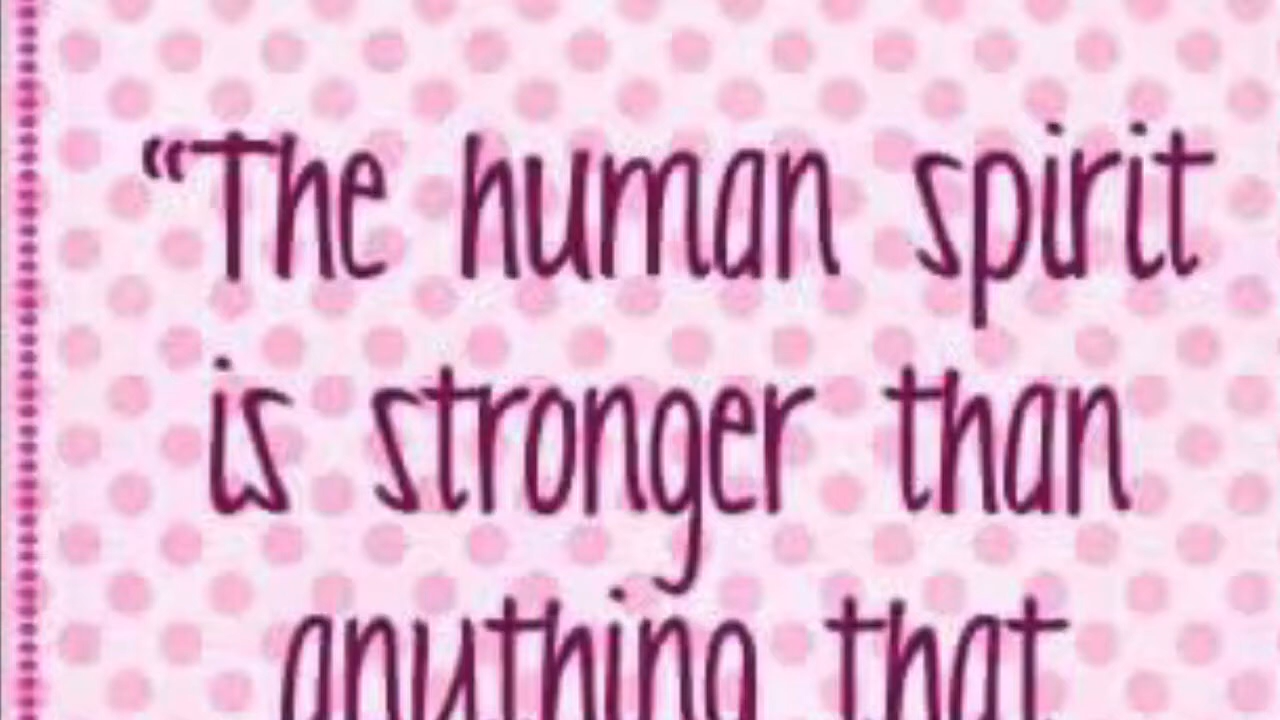 “The human spirit
is stronger than
anything that